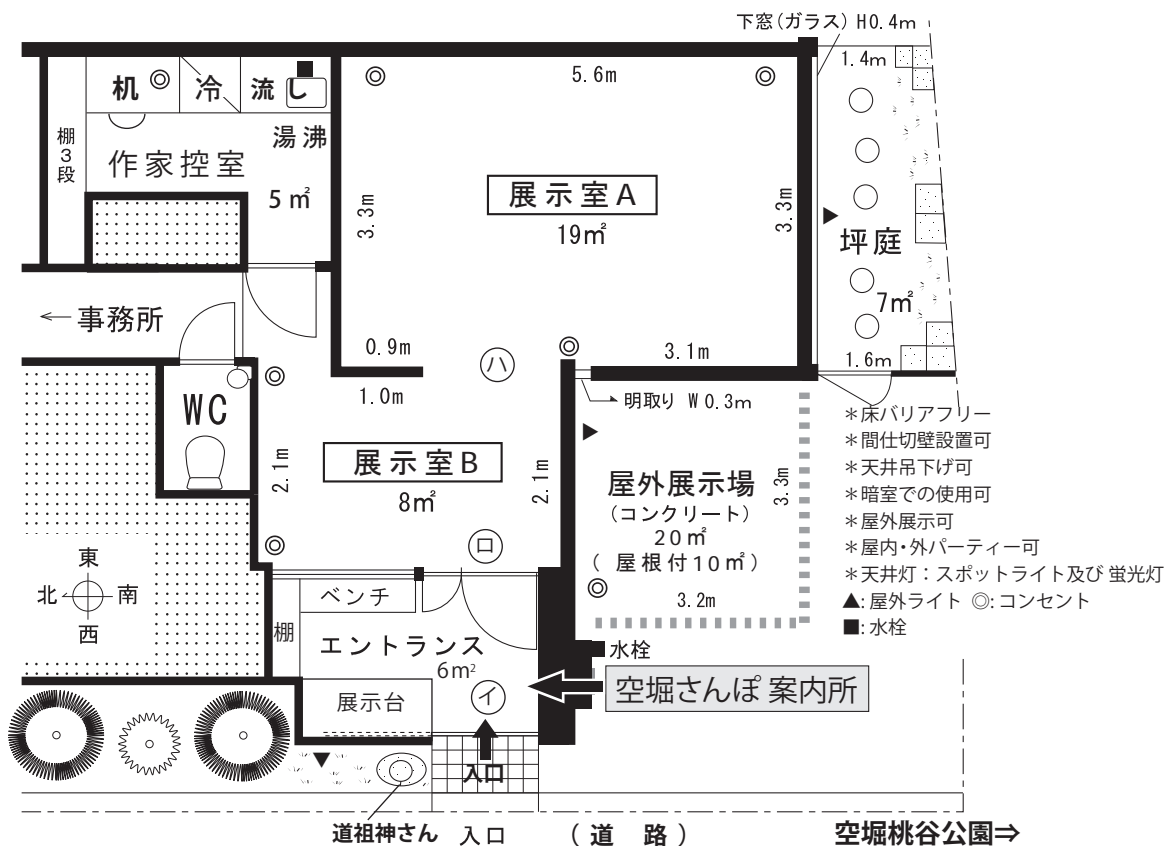 下窓(ガラス) H0.4m
1.4m
5.6m
机 ◎
冷
流し
◎
◎
湯沸
棚3段
作家控室
5㎡
展示室A
19㎡
3.3m
3.3m
坪庭
7㎡
← 事務所
0.9m
ハ
◎
3.1m
1.6m
1.0m
明取り W0.3m
◎
WC
2.1m
展示室B
8㎡
2.1m
屋外展示場
(コンクリート)
20㎡
(屋根付10㎡)
3.3m
3.2m
◎
◎
ロ
*床バリアフリー
*間仕切壁設置可
*天井吊下げ可
*暗室での使用可
*屋外展示可
*屋内・外パーティー可
*天井灯：スポットライト及び蛍光灯
▲:屋外ライト ◎:コンセント
■:水栓
東
北 南
西
ベンチ
棚
エントランス
6m²
水栓
展示台
イ
空堀さんぽ 案内所
入口
道祖神さん
入口
(道 路)
空堀桃谷公園⇒